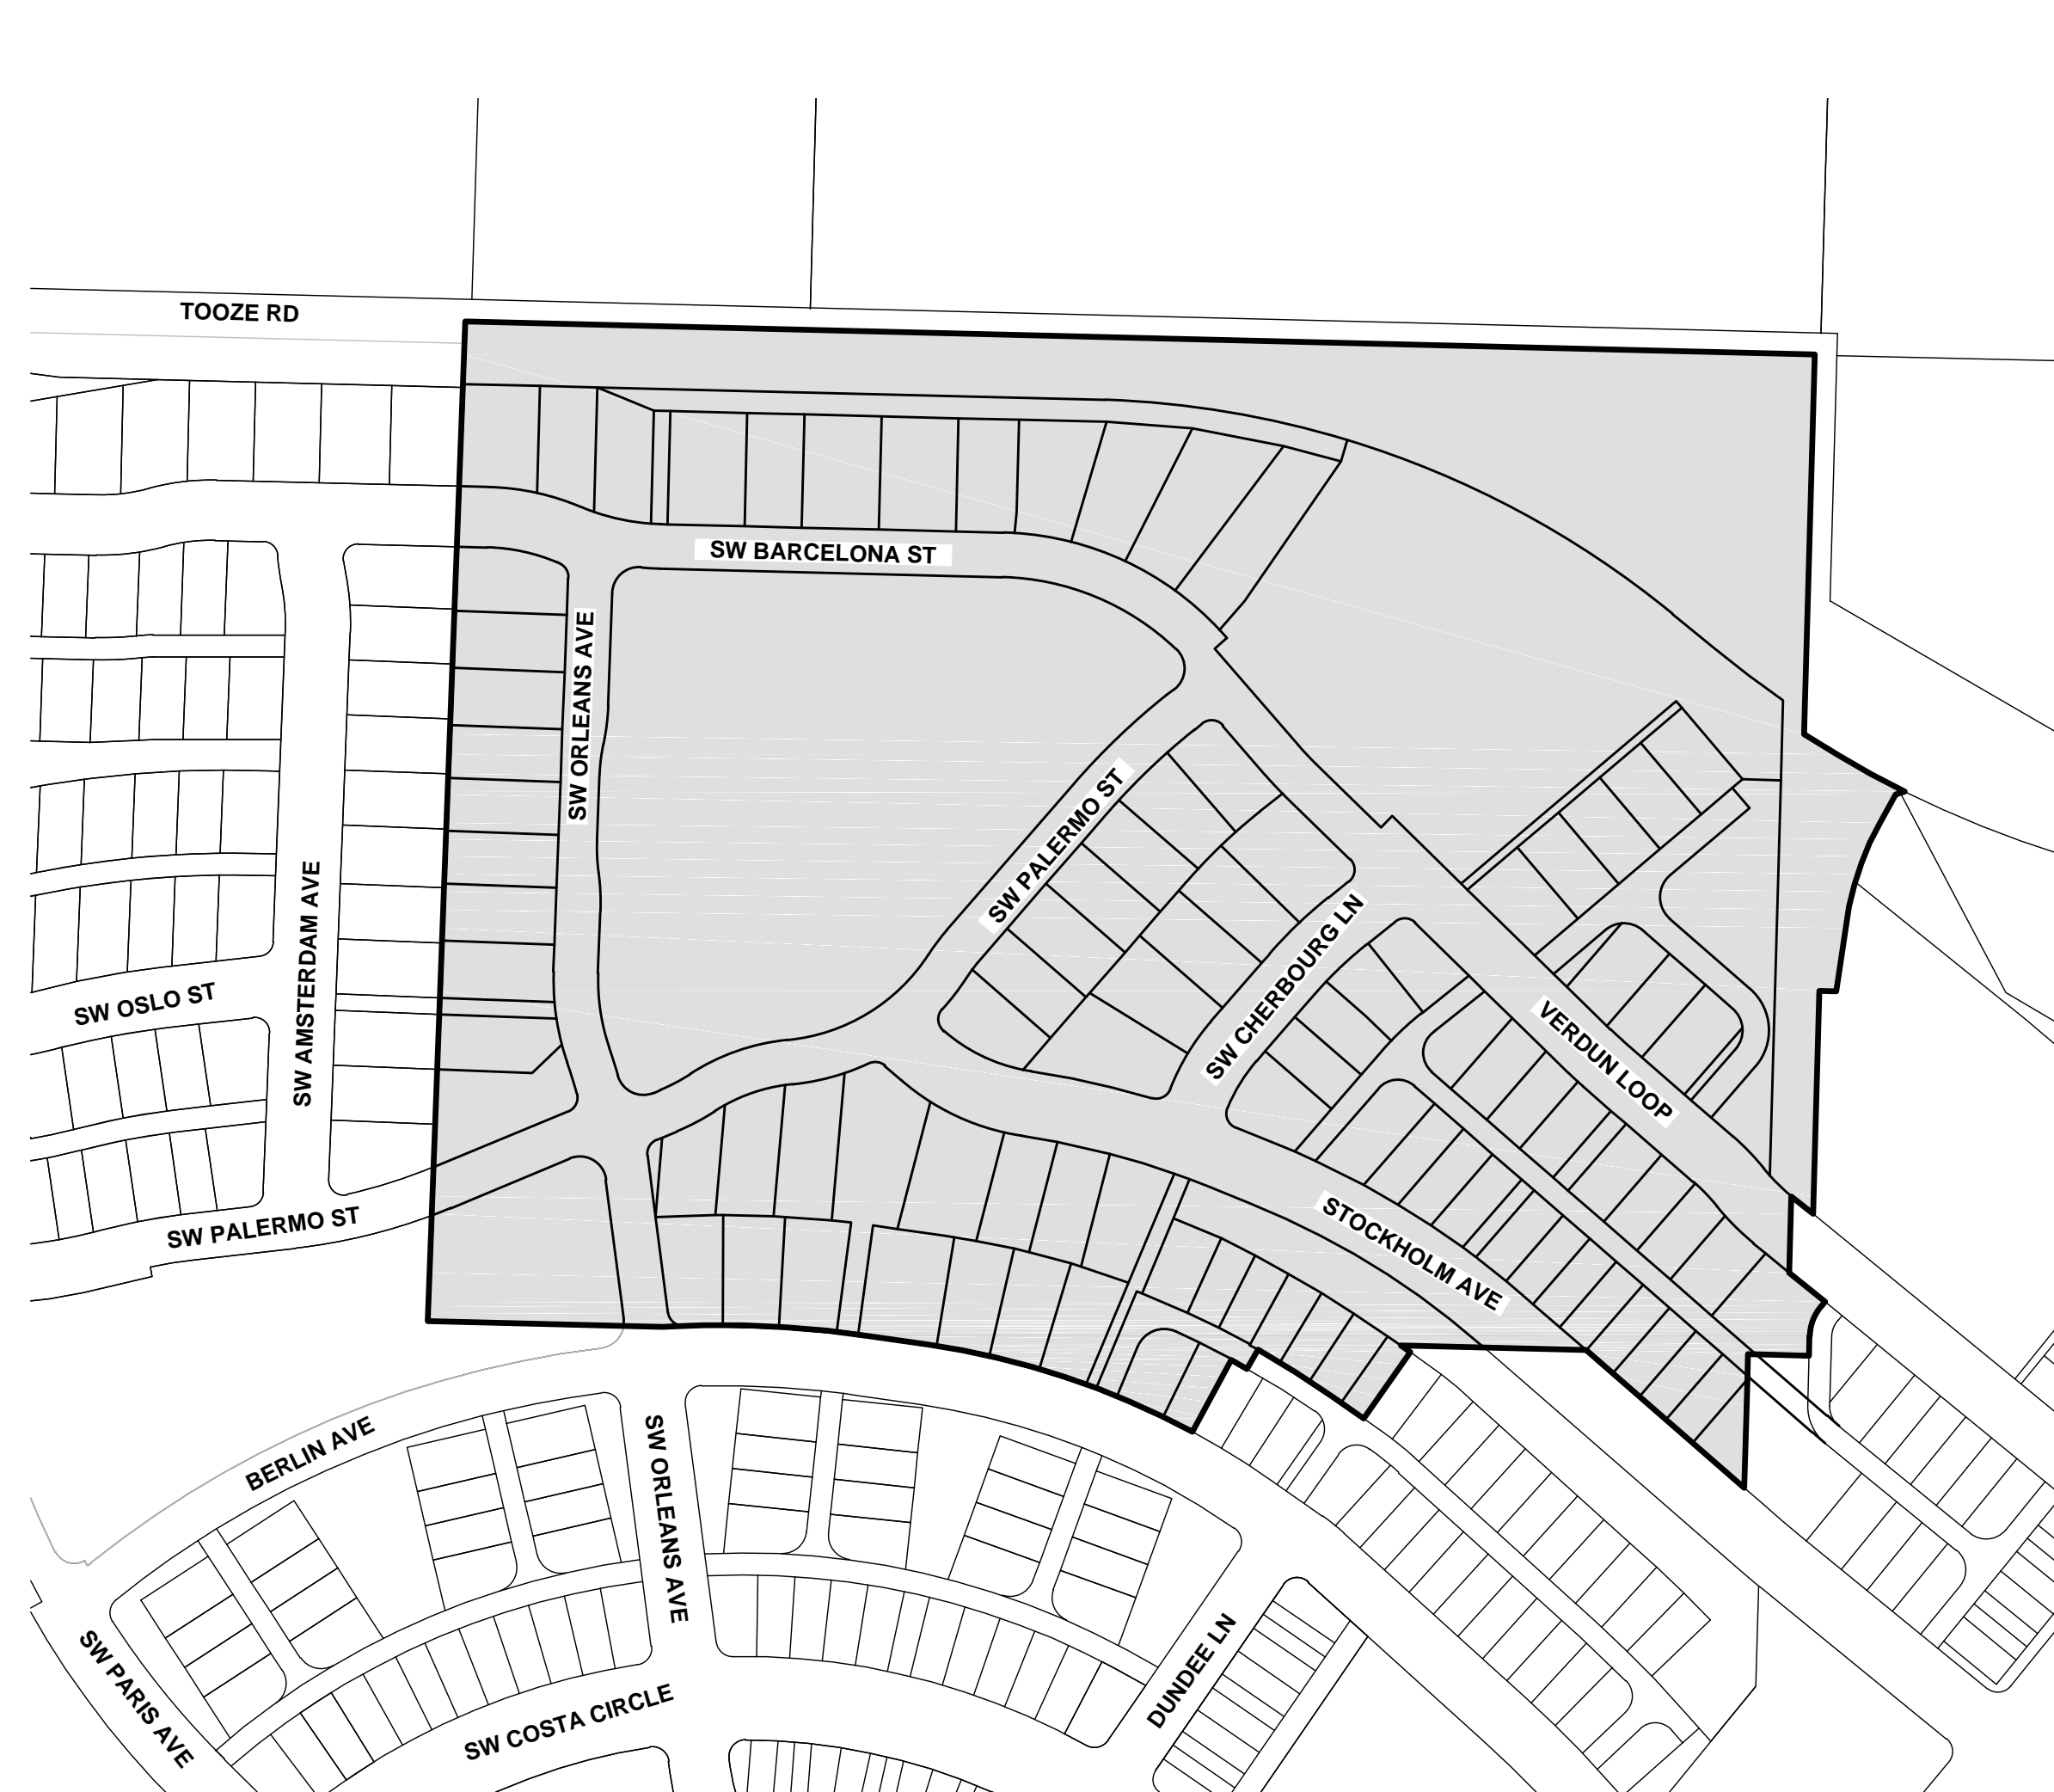 TOOZE RD
SW BARCELONA ST
SW ORLEANS AVE
SW PALERMO ST
SW CHERBOURG LN
SW AMSTERDAM AVE
SW OSLO ST
VERDUN LOOP
SW PALERMO ST
STOCKHOLM AVE
BERLIN AVE
SW ORLEANS AVE
DUNDEE LN
SW PARIS AVE
SW COSTA CIRCLE